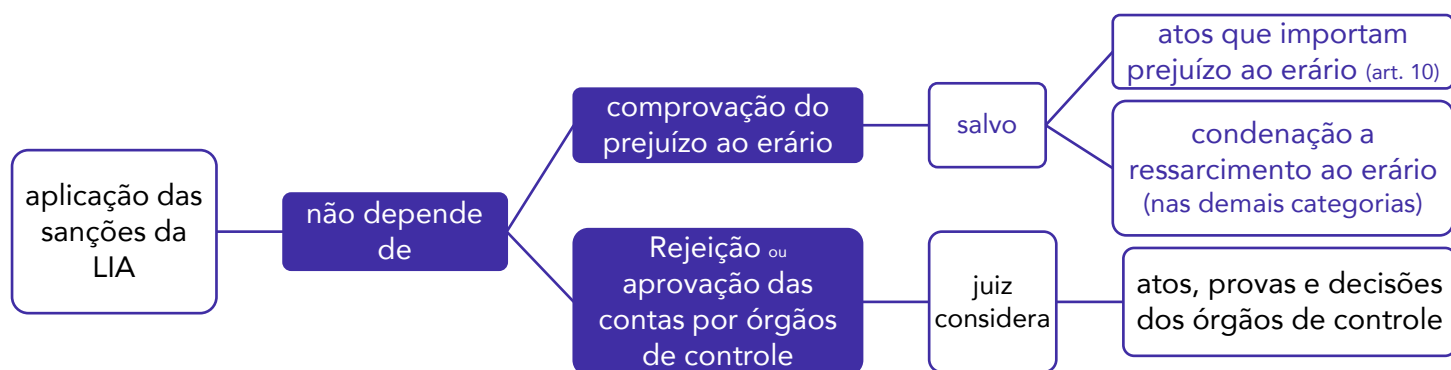 aplicação das
sanções da
LIA
não depende
de
comprovação do
prejuízo ao erário
salvo
atos que importam
prejuízo ao erário (art. 10)
condenação a
ressarcimento ao erário
(nas demais categorias)
Rejeição ou
aprovação das
contas por órgãos
de controle
juiz
considera
atos, provas e decisões
dos órgãos de controle